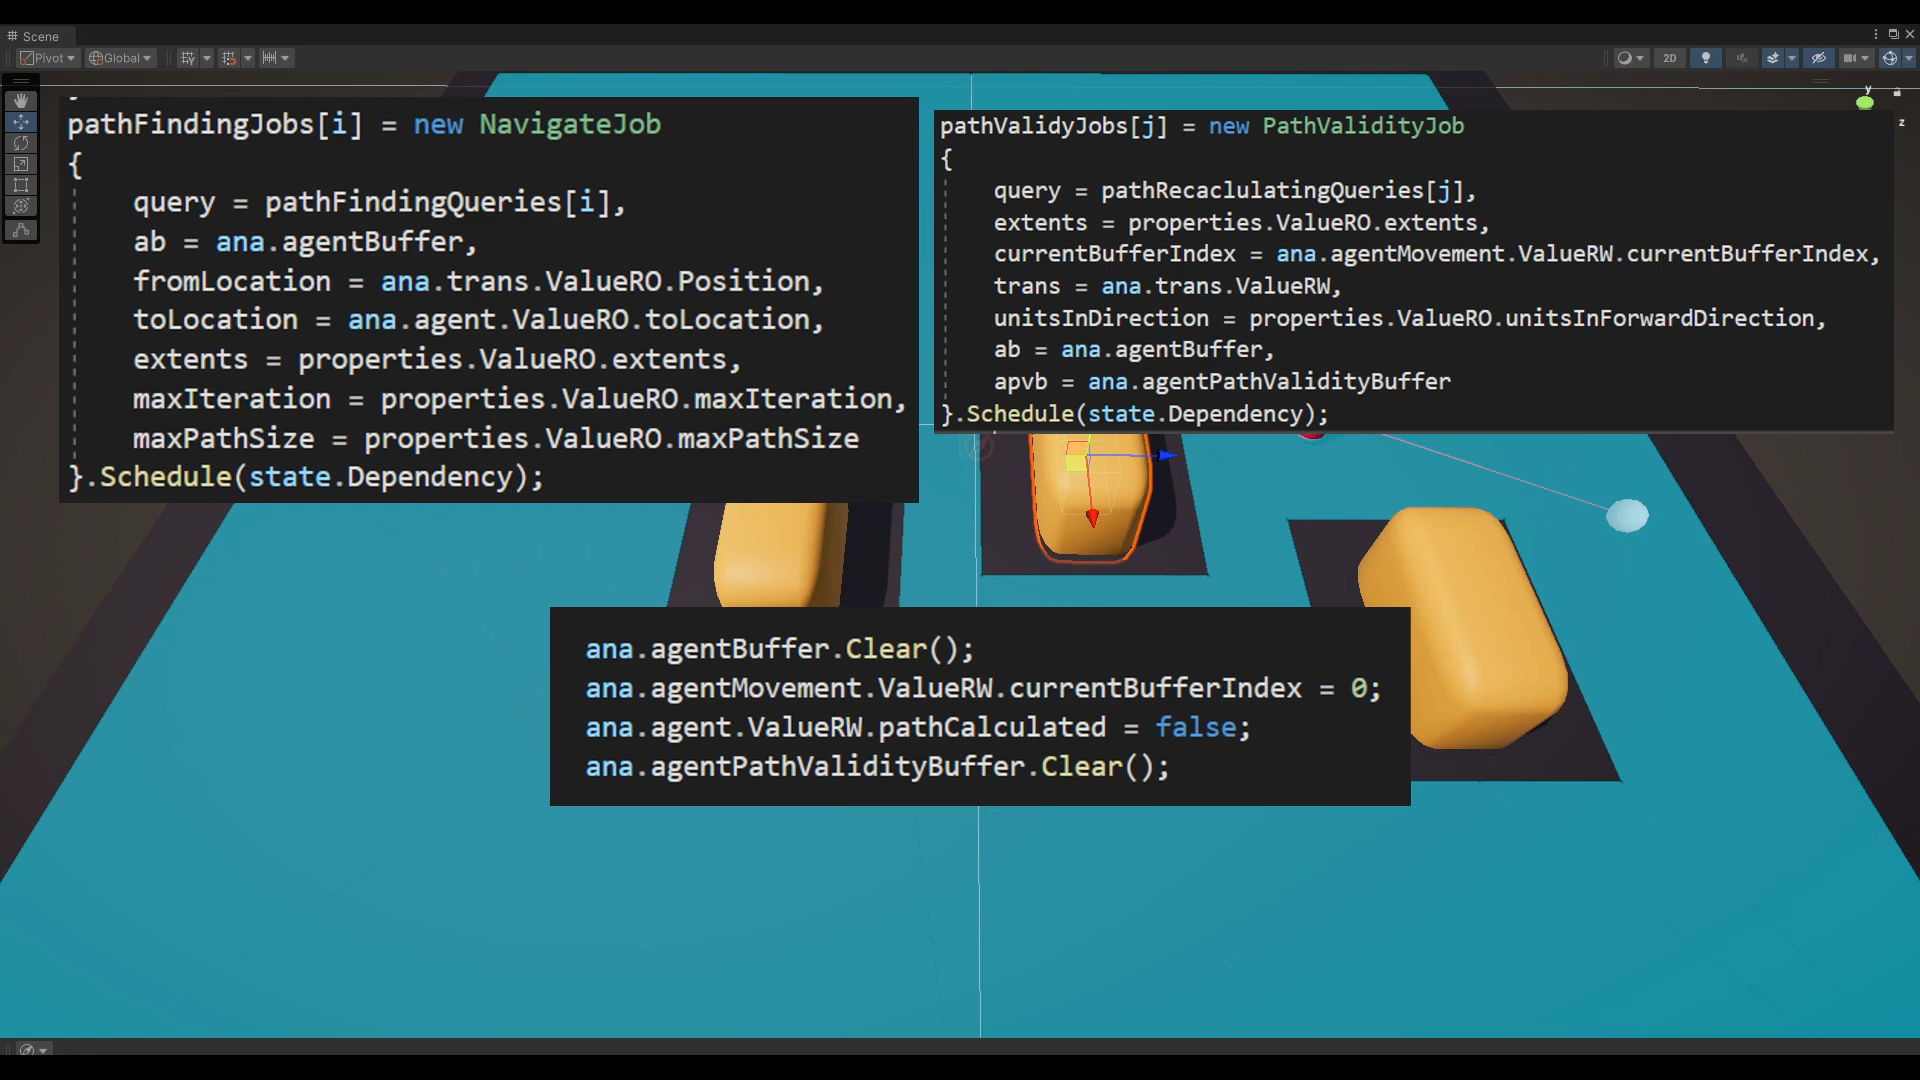 Scene
Pivot
Global
2D
y
z
pathFindingJobs[i] = new NavigateJob
{
query = pathFindingQueries[i],
ab = ana.agentBuffer,
fromLocation = ana.trans.ValueRO.Position,
toLocation = ana.agent.ValueRO.toLocation,
extents = properties.ValueRO.extents,
maxIteration = properties.ValueRO.maxIteration,
maxPathSize = properties.ValueRO.maxPathSize
}.Schedule(state.Dependency);
pathValidyJobs[j] = new PathValidityJob
{
query = pathRecaclulatingQueries[j],
extents = properties.ValueRO.extents,
currentBufferIndex = ana.agentMovement.ValueRW.currentBufferIndex,
trans = ana.trans.ValueRW,
unitsInDirection = properties.ValueRO.unitsInForwardDirection,
ab = ana.agentBuffer,
apvb = ana.agentPathValidityBuffer
}.Schedule(state.Dependency);
ana.agentBuffer.Clear();
ana.agentMovement.ValueRW.currentBufferIndex = 0;
ana.agent.ValueRW.pathCalculated = false;
ana.agentPathValidityBuffer.Clear();